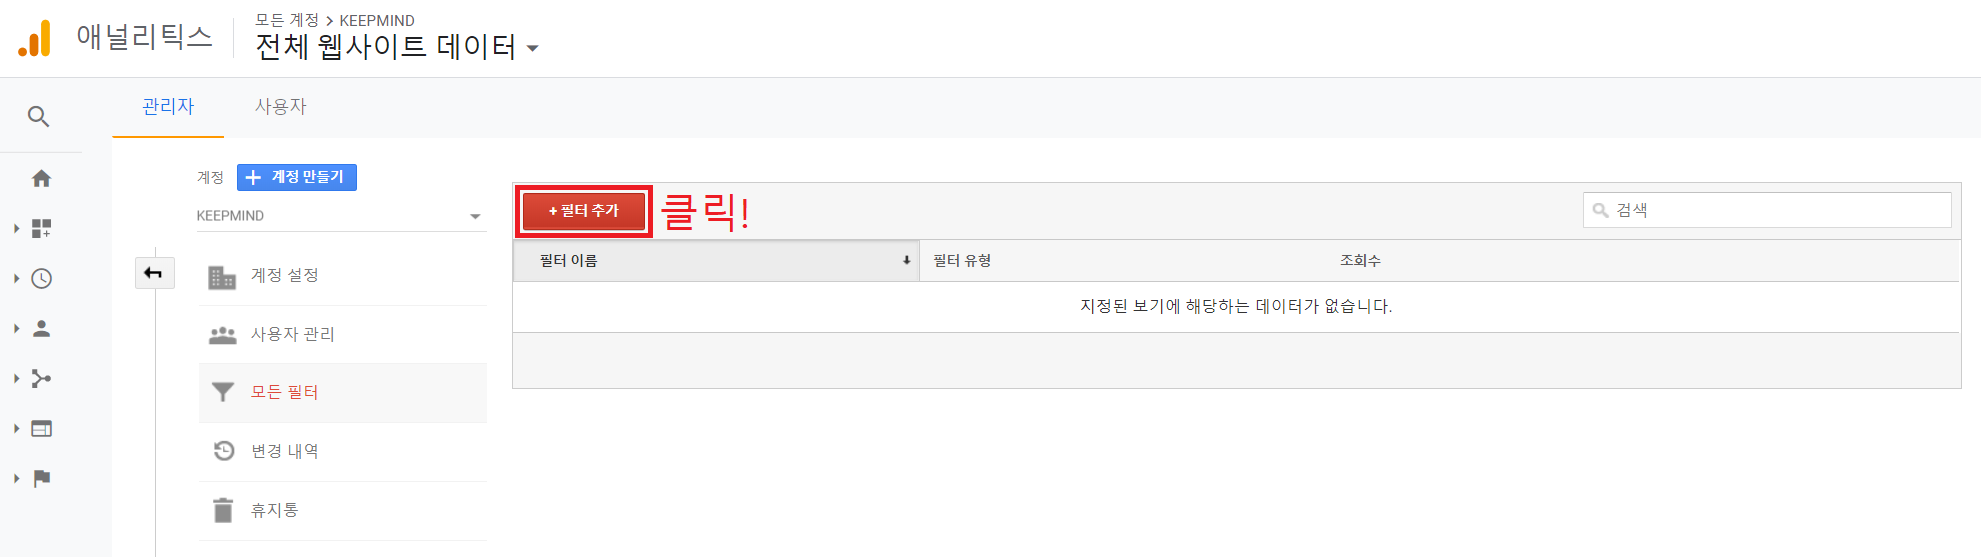 애널리틱스
모든 계정 > KEEPMIND
전체 웹사이트 데이터
관리자
사용자
계정
+ 계정 만들기
KEEPMIND
계정 설정
사용자 관리
모든 필터
변경 내역
휴지통
+ 필터 추가
클릭!
검색
필터 이름
필터 유형
조회수
지정된 보기에 해당하는 데이터가 없습니다.